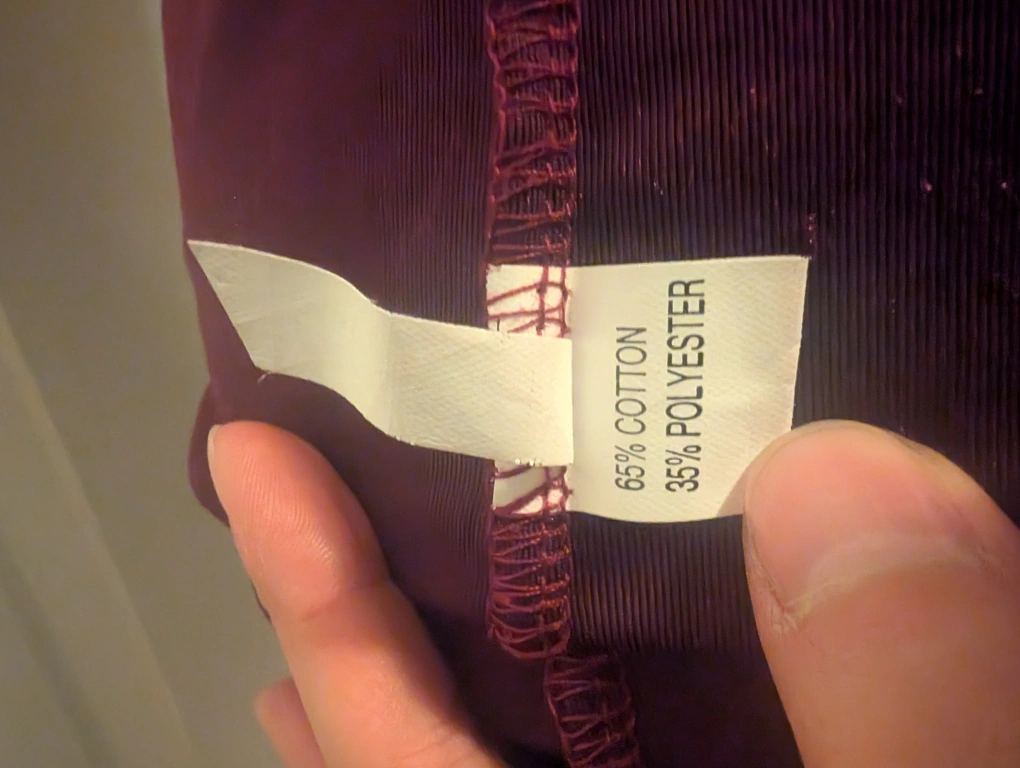 65% COTTON
35% POLYESTER